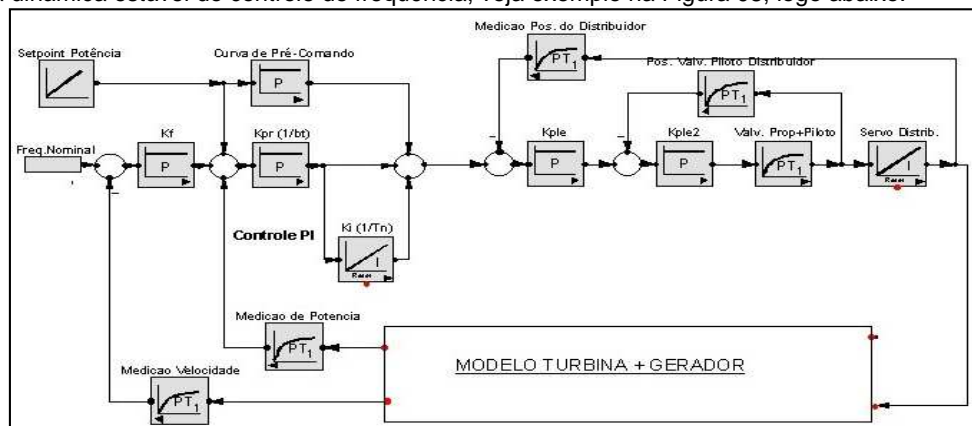 dinâmica estável do controle de frequência, veja exemplo na Figura 03, logo abaixo.
Medicao Pos. do Distribuidor
Setpoint Potência
Curva de Pré-Comando
PT1
Pos. Valv. Piloto Distribuidor
P
PT1
Kf
Kpr (1/bt)
Kple
Kple2
Valv. Prop+Piloto
Servo Distrib.
Freq.Nominal
P
P
P
P
PT1
I
Reset
Controle PI
Ki (1/Tn)
I
Reset
Medicao de Potencia
PT1
MODELO TURBINA + GERADOR
Medicao Velocidade
PT1